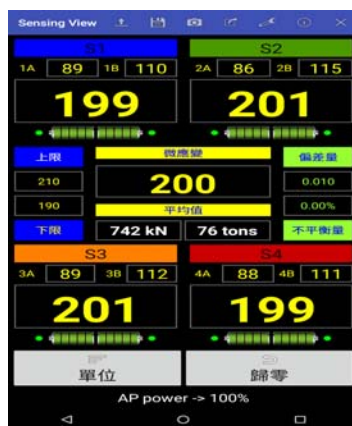 Sensing View
S1 S2
1A 89 1B 110 2A 86 2B 115
199 201
上限 微應變 偏差量
210 200 0.010
190 平均值 0.00%
下限 742 kN 76 tons 不平衡量
S3 S4
3A 89 3B 112 4A 88 4B 111
201 199
單位 歸零
AP power -> 100%